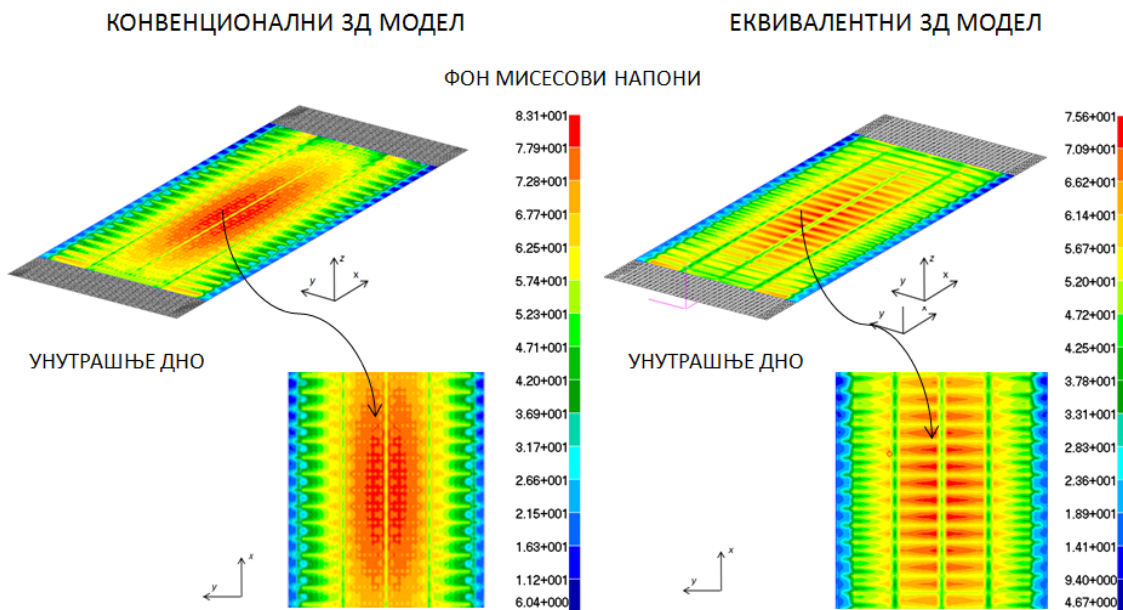 КОНВЕНЦИОНАЛНИ 3Д МОДЕЛ
ЕКВИВАЛЕНТНИ 3Д МОДЕЛ
ФОН МИСЕСОВИ НАПОНИ
8.31+001
7.79+001
7.28+001
6.77+001
6.25+001
5.74+001
5.23+001
4.71+001
4.20+001
3.69+001
3.17+001
2.66+001
2.15+001
1.63+001
1.12+001
6.04+000
z
y
x
УНУТРАШЊЕ ДНО
x
y
7.56+001
7.09+001
6.62+001
6.14+001
5.67+001
5.20+001
4.72+001
4.25+001
3.78+001
3.31+001
2.83+001
2.36+001
1.89+001
1.41+001
9.40+000
4.67+000
z
y
x
y
УНУТРАШЊЕ ДНО
x
y